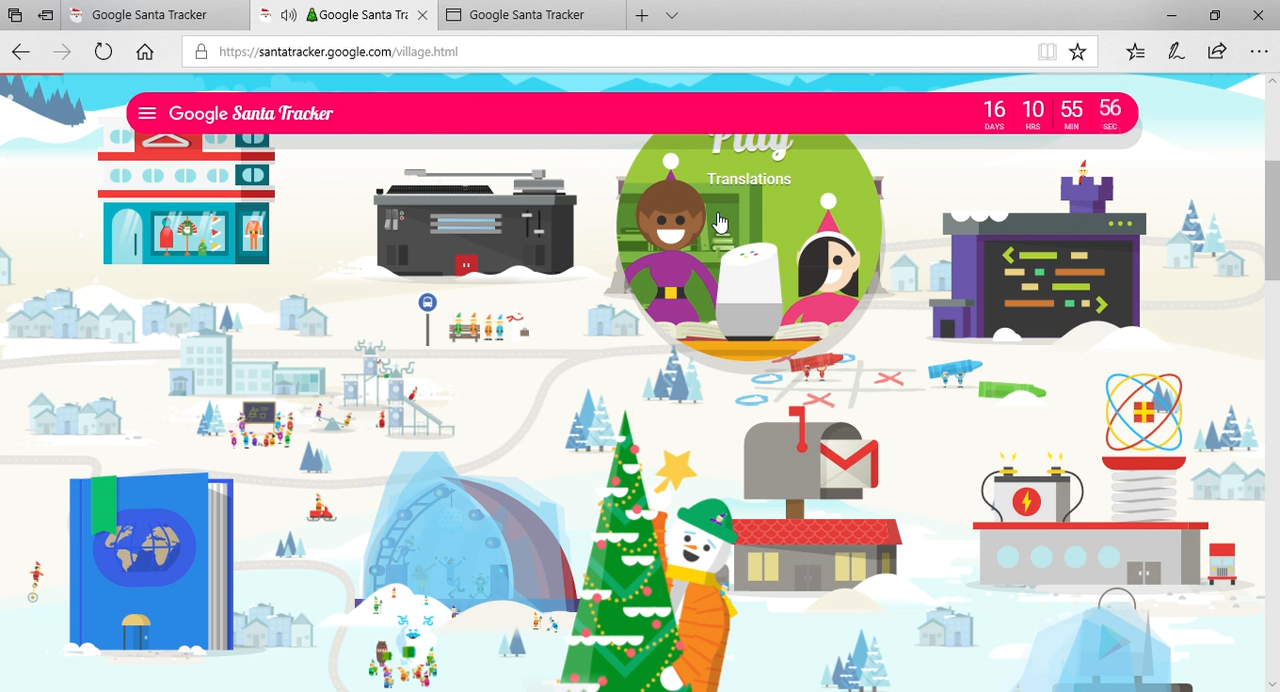 Google Santa Tracker
🎄Google Santa Tra
Google Santa Tracker
https://santatracker.google.com/village.html
Google Santa Tracker
16 10 55 56
DAYS HRS MIN SEC
Play
Translations